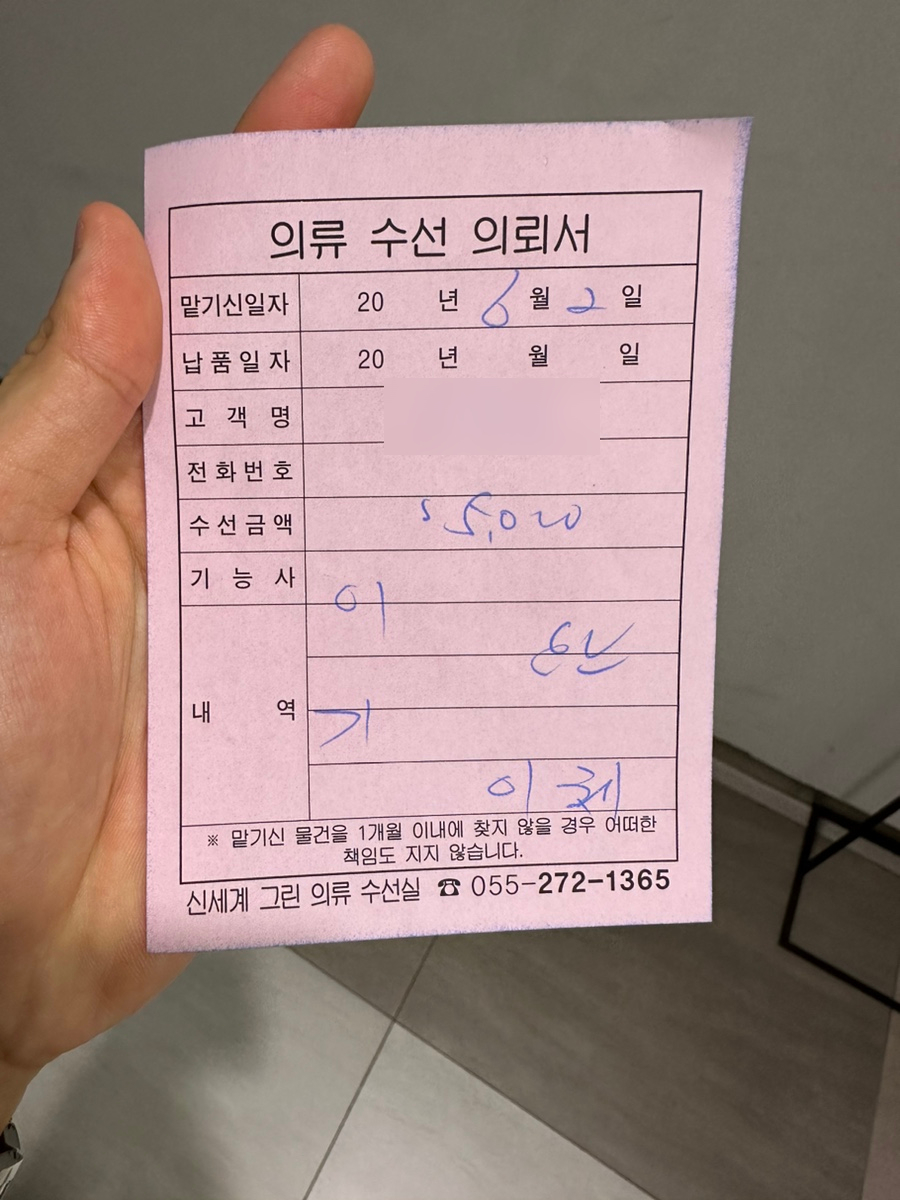 의류 수선 의뢰서
맡기신일자 20 년 6 월 2 일
납품일자 20 년 월 일
고객명
전화번호
수선금액 5,000
기능사
이
내역
기
이
※ 맡기신 물건을 1개월 이내에 찾지 않을 경우 어떠한
책임도 지지 않습니다.
신세계 그린 의류 수선실 ☎ 055-272-1365